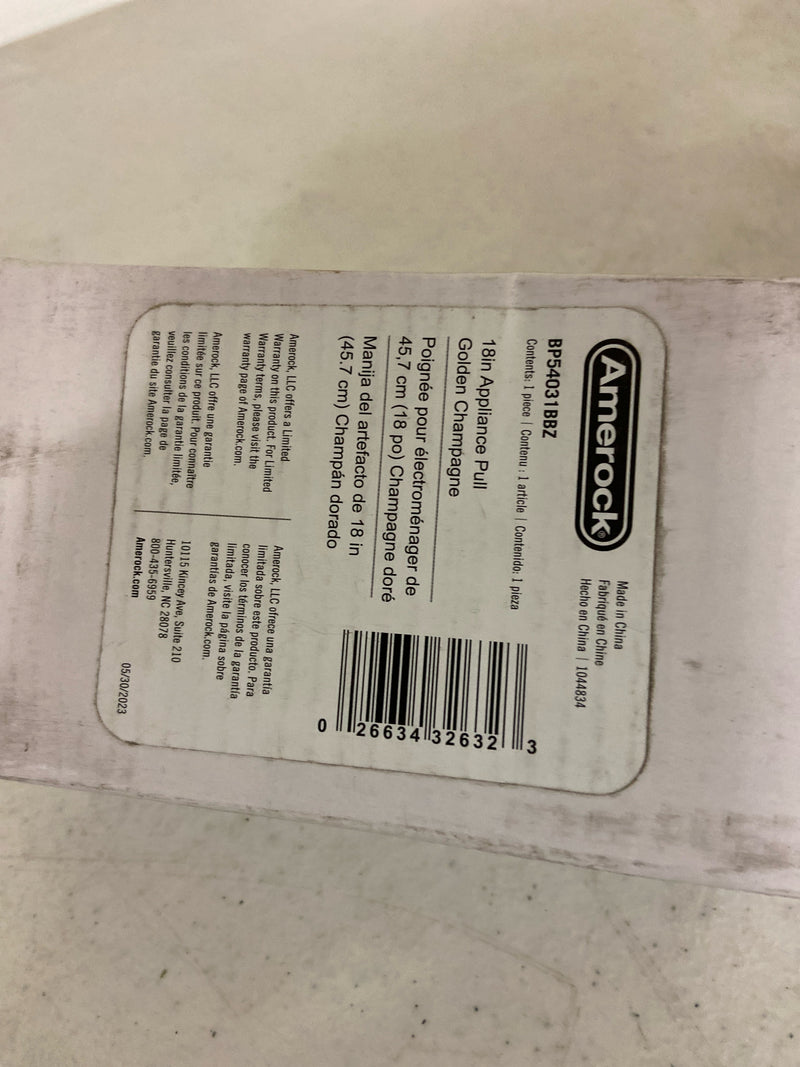 Amerock®
Made in China
Fabriqué en Chine
Hecho en China | 1044834
BP54031BBZ
Contents: 1 piece | Contenu : 1 article | Contenido: 1 pieza
18in Appliance Pull
Golden Champagne
Poignée pour électroménager de
45,7 cm (18 po) Champagne doré
Manija del artefacto de 18 in
(45.7 cm) Champán dorado
0 26634 32632 3
Amerock, LLC offers a Limited
Warranty on this product. For Limited
Warranty terms, please visit the
warranty page of Amerock.com.
Amerock, LLC offre une garantie
limitée sur ce produit. Pour connaître
les conditions de la garantie limitée,
veuillez consulter la page de
garantie du site Amerock.com.
Amerock, LLC ofrece una garantía
limitada sobre este producto. Para
conocer los términos de la garantía
limitada, visite la página sobre
garantías de Amerock.com.
10115 Kincey Ave, Suite 210
Huntersville, NC 28078
800-435-6959
Amerock.com
05/30/2023